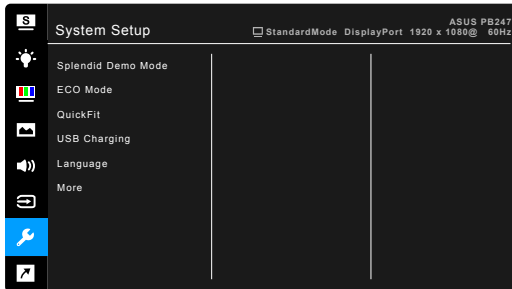 S
System Setup
ASUS PB247
StandardMode DisplayPort 1920 x 1080@ 60Hz
Splendid Demo Mode
ECO Mode
QuickFit
USB Charging
Language
More